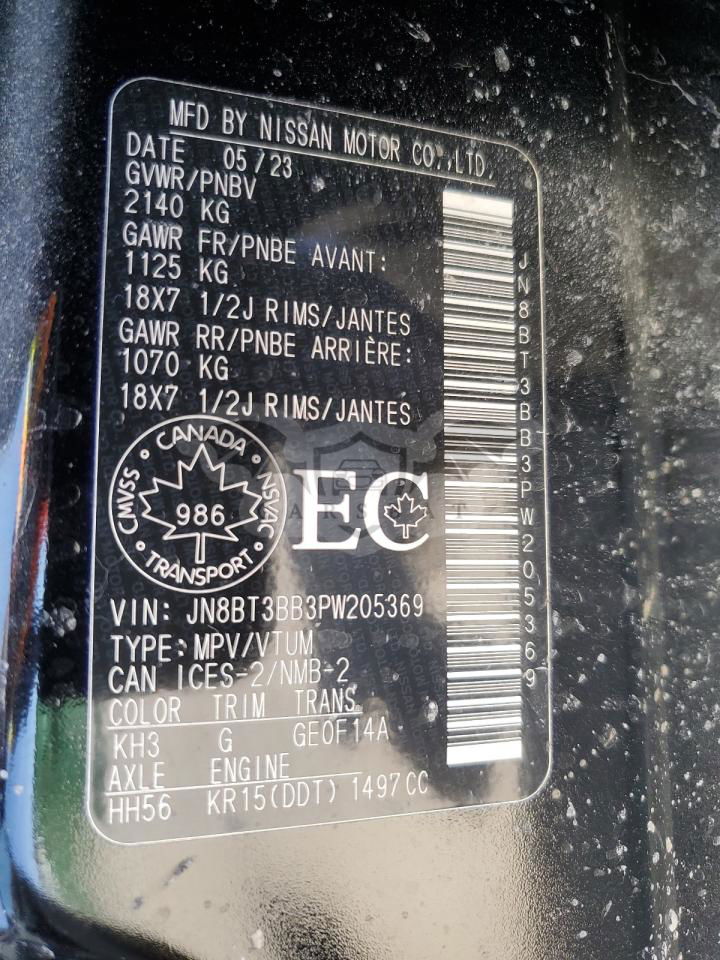 MFD BY NISSAN MOTOR CO.,LTD.
DATE 05/23
GVWR/PNBV
2140 KG
GAWR FR/PNBE AVANT:
1125 KG
18X7 1/2J RIMS/JANTES
GAWR RR/PNBE ARRIÈRE:
1070 KG
18X7 1/2J RIMS/JANTES
CANADA
CMVSS
NSVAC
986
TRANSPORT
EC
VIN: JN8BT3BB3PW205369
TYPE:MPV/VTUM
CAN ICES-2/NMB-2
COLOR TRIM TRANS
KH3 G GE0F14A
AXLE ENGINE
HH56 KR15(DDT) 1497CC
JN8BT3BB3PW205369